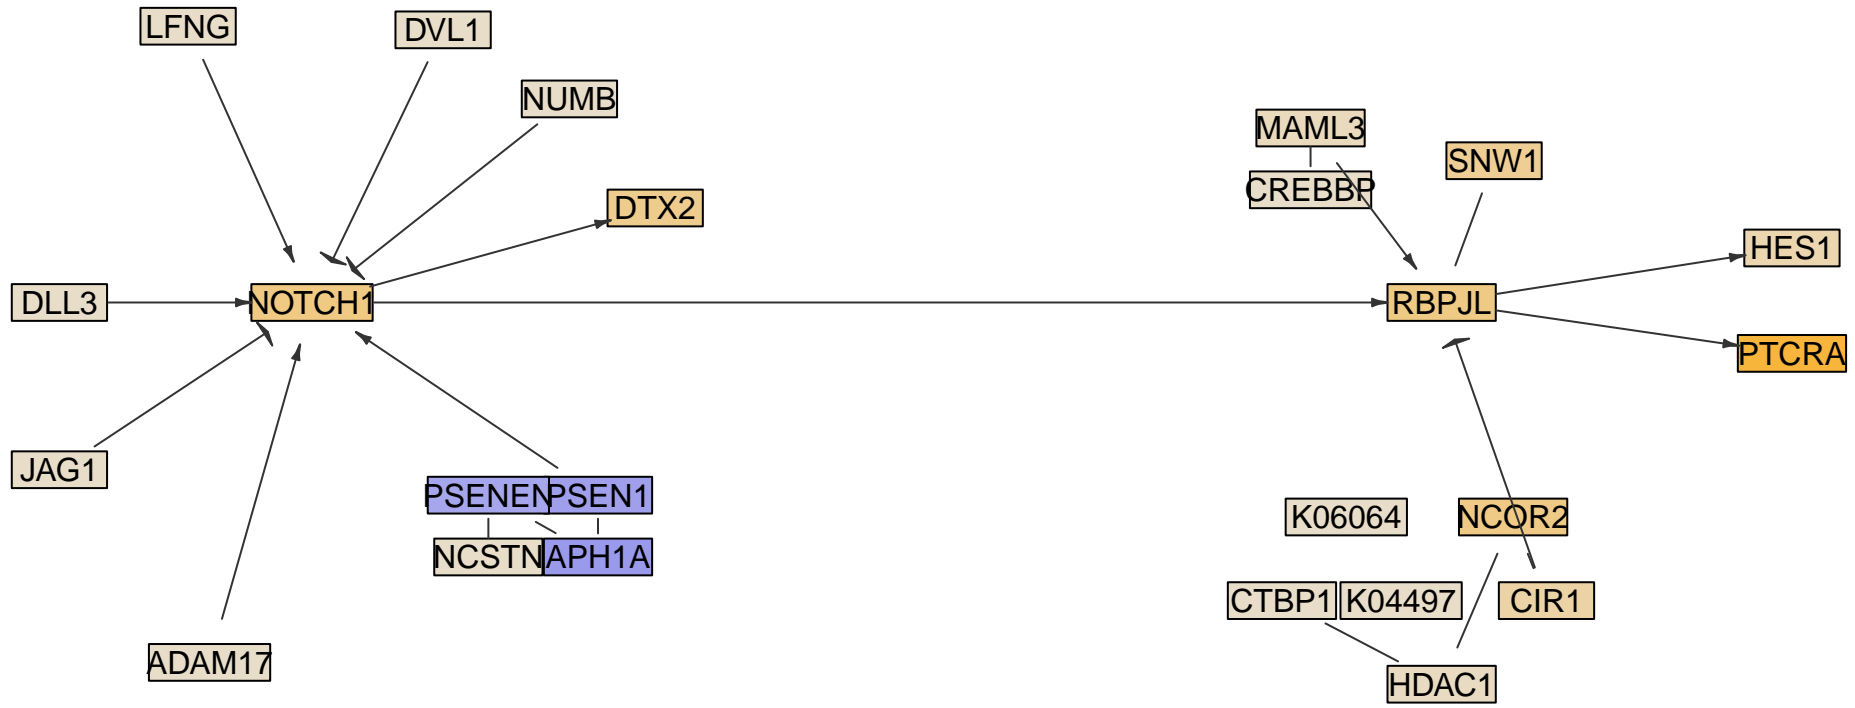 LFNG
DVL1
NUMB
MAML3
SNW1
CREBBP
DTX2
HES1
DLL3
NOTCH1
RBPJL
PTCRA
JAG1
PSENEN
PSEN1
K06064
NCOR2
NCSTN
APH1A
CTBP1
K04497
CIR1
ADAM17
HDAC1